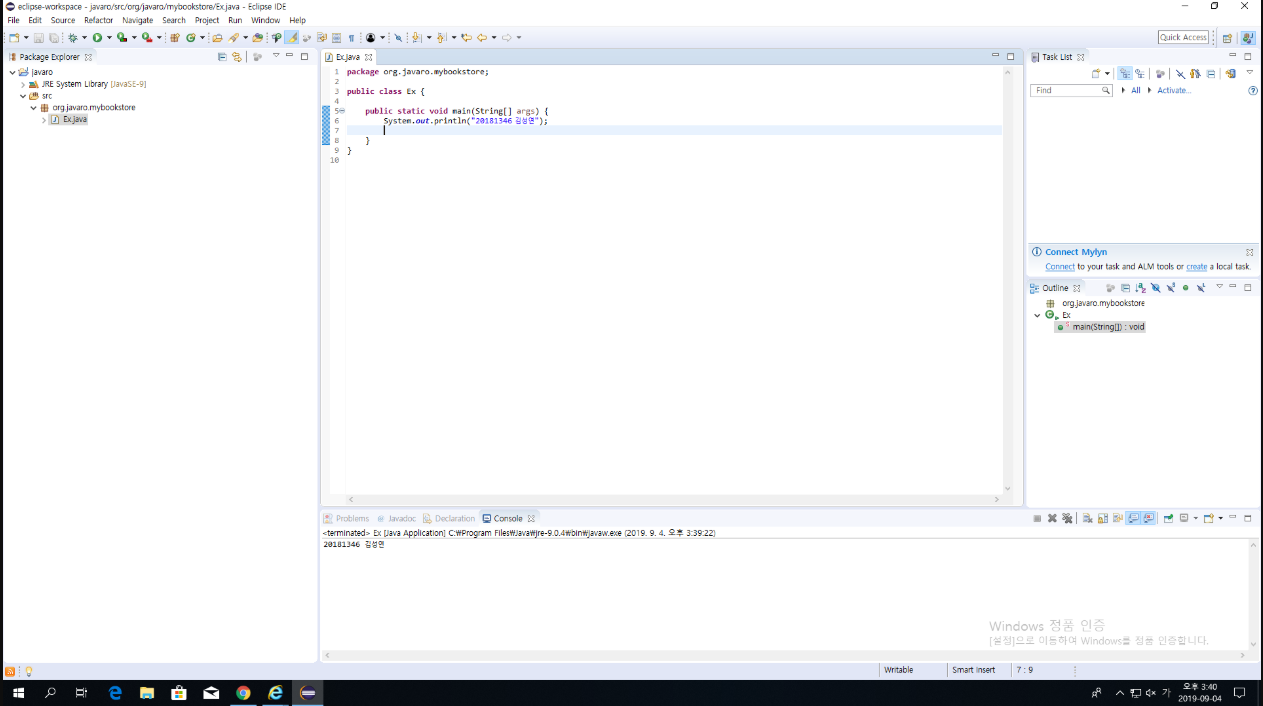 eclipse-workspace - javaro/src/org/javaro/mybookstore/Ex.java - Eclipse IDE
File Edit Source Refactor Navigate Search Project Run Window Help
Quick Access
Package Explorer
javaro
JRE System Library [JavaSE-9]
src
org.javaro.mybookstore
Ex.java
Ex.java
1 package org.javaro.mybookstore;
2
3 public class Ex {
4
5 public static void main(String[] args) {
6 System.out.println("20181346 김성연");
7
8 }
9 }
10
Task List
Find All Activate...
Connect Mylyn
Connect to your task and ALM tools or create a local task.
Outline
org.javaro.mybookstore
Ex
main(String[]) : void
Problems Javadoc Declaration Console
<terminated> Ex [Java Application] C:₩Program Files₩Java₩jre-9.0.4₩bin₩javaw.exe (2019. 9. 4. 오후 3:39:22)
20181346 김성연
Windows 정품 인증
[설정]으로 이동하여 Windows를 정품 인증합니다.
Writable Smart Insert 7 : 9
가
오후 3:40
2019-09-04